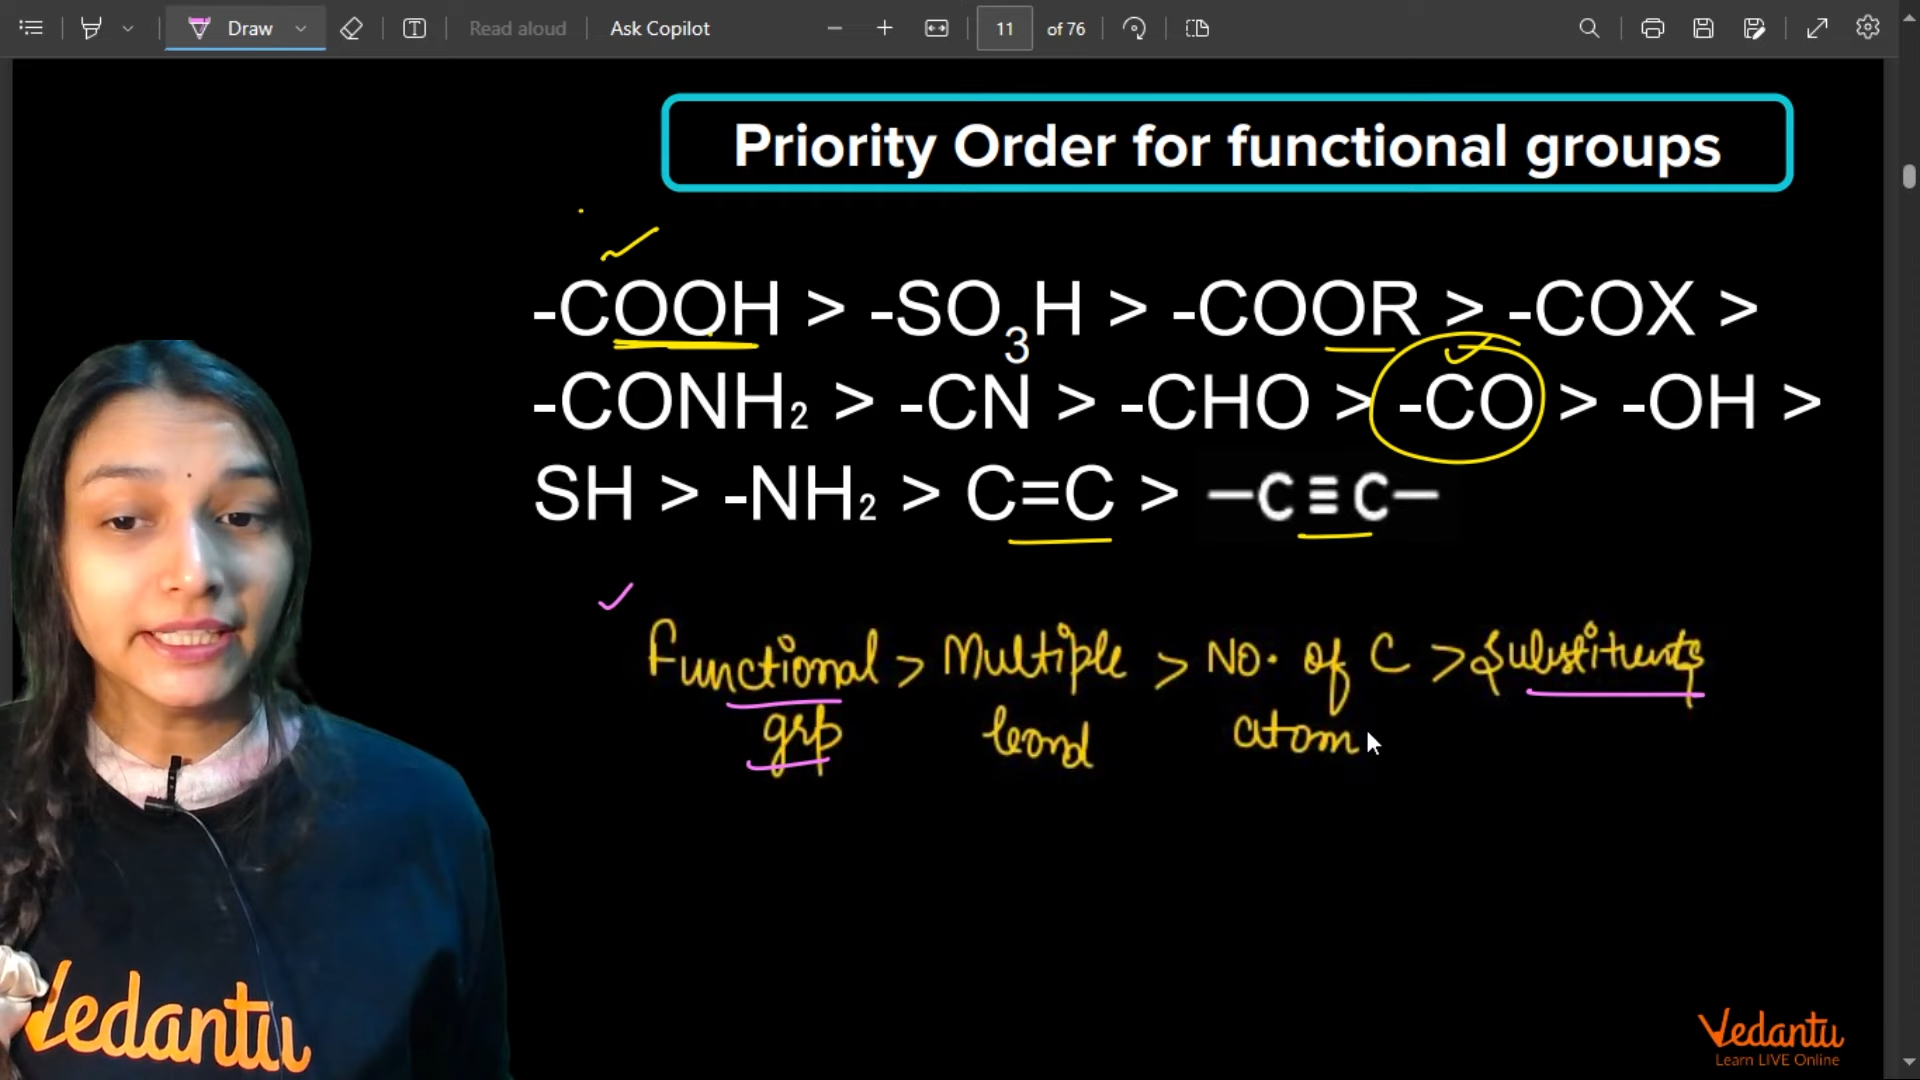 Draw
Read aloud
Ask Copilot
11 of 76
Priority Order for functional groups
-COOH > -SO₃H > -COOR > -COX >
-CONH₂ > -CN > -CHO > -CO > -OH >
SH > -NH₂ > C=C > —C≡C—
Functional > Multiple > NO. of C > Substituents
grp bond atom
Vedantu
Vedantu
Learn LIVE Online